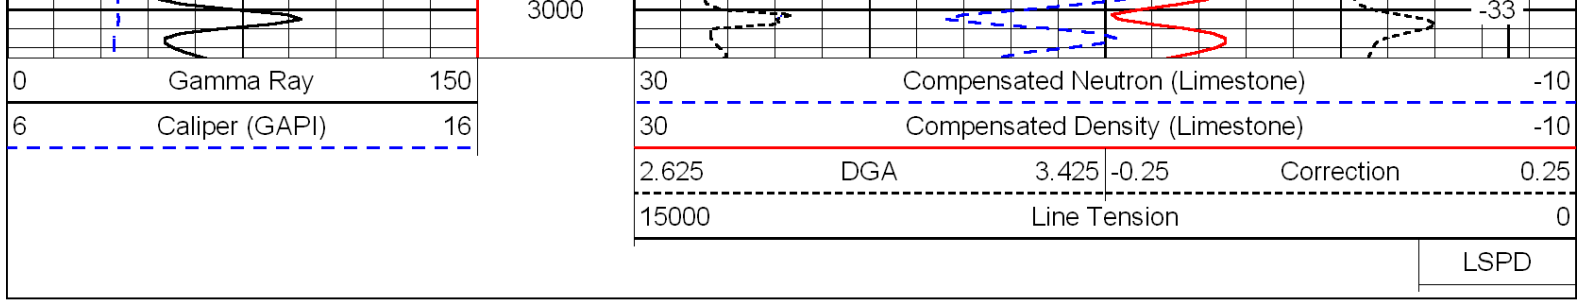 3000 -33
0 Gamma Ray 150 30 Compensated Neutron (Limestone) -10
6 Caliper (GAPI) 16 30 Compensated Density (Limestone) -10
2.625 DGA 3.425 -0.25 Correction 0.25
15000 Line Tension 0
LSPD